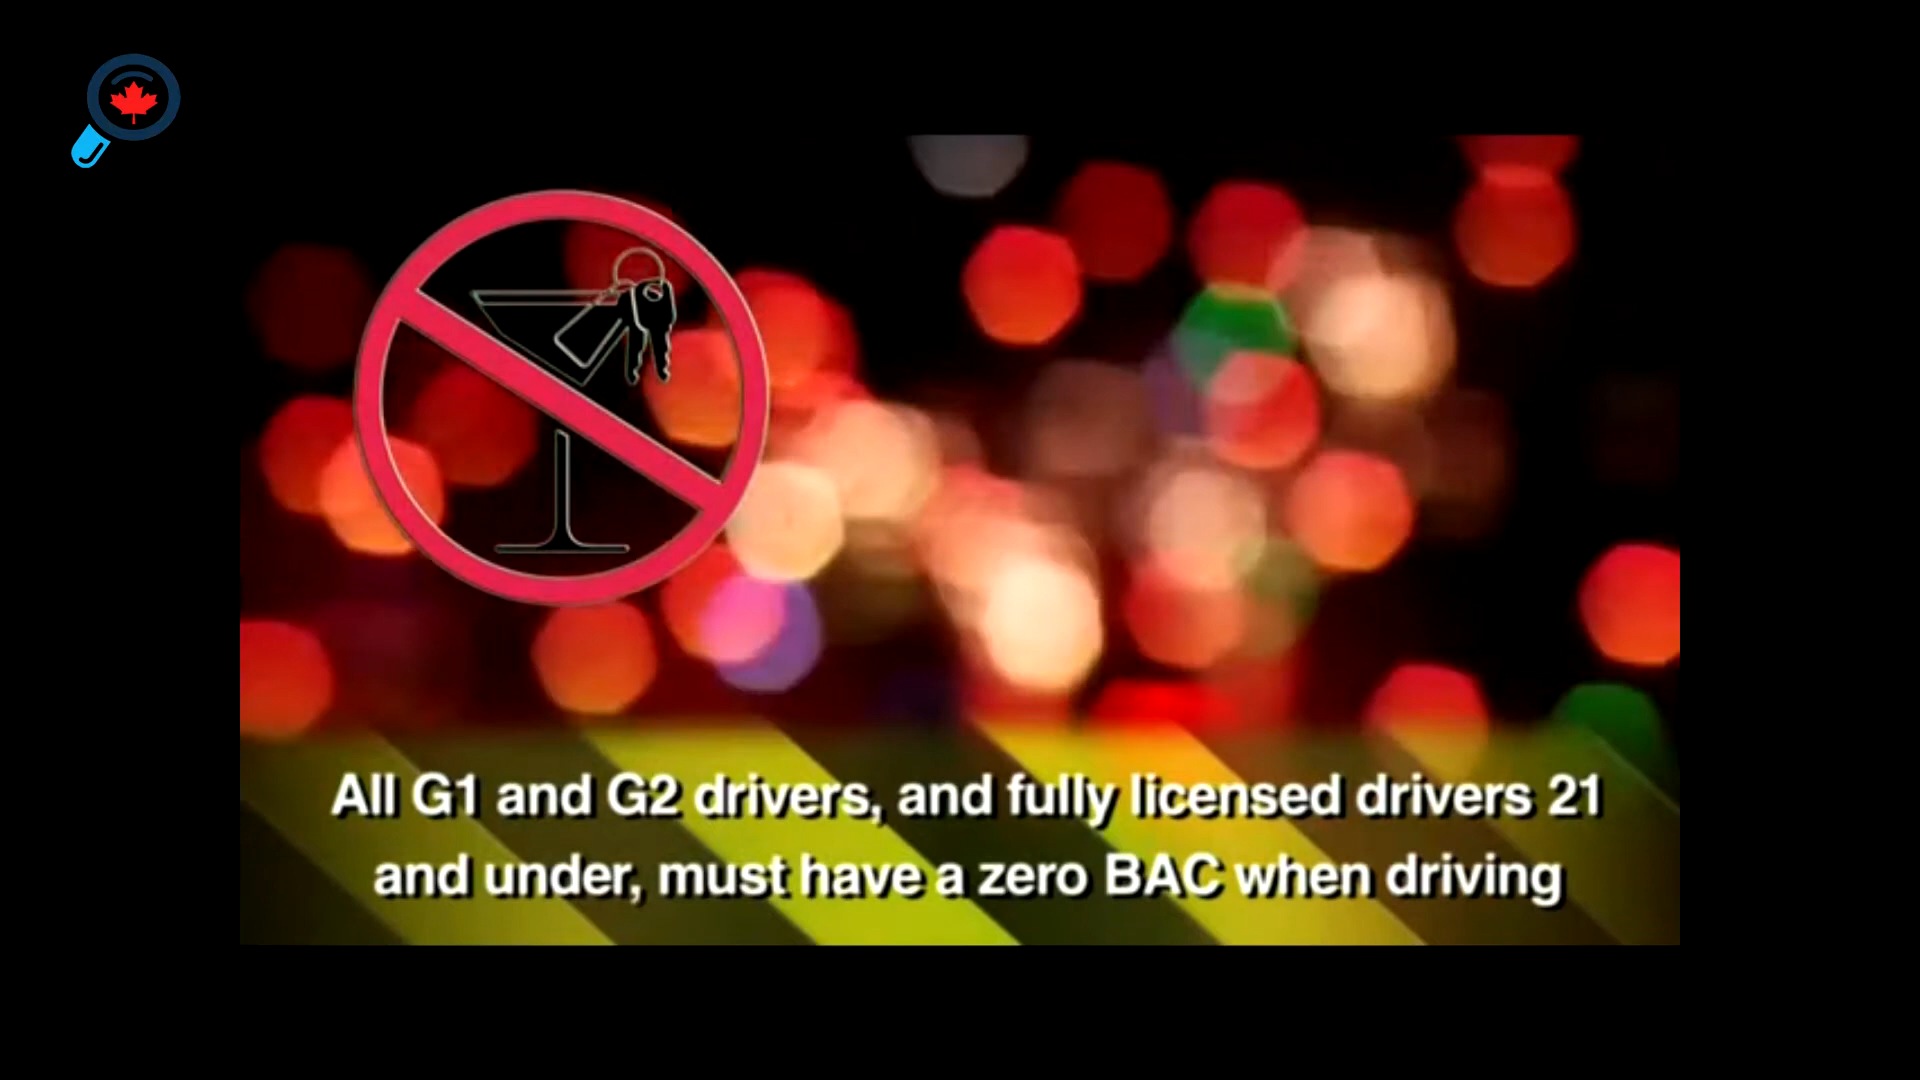 All G1 and G2 drivers, and fully licensed drivers 21
and under, must have a zero BAC when driving